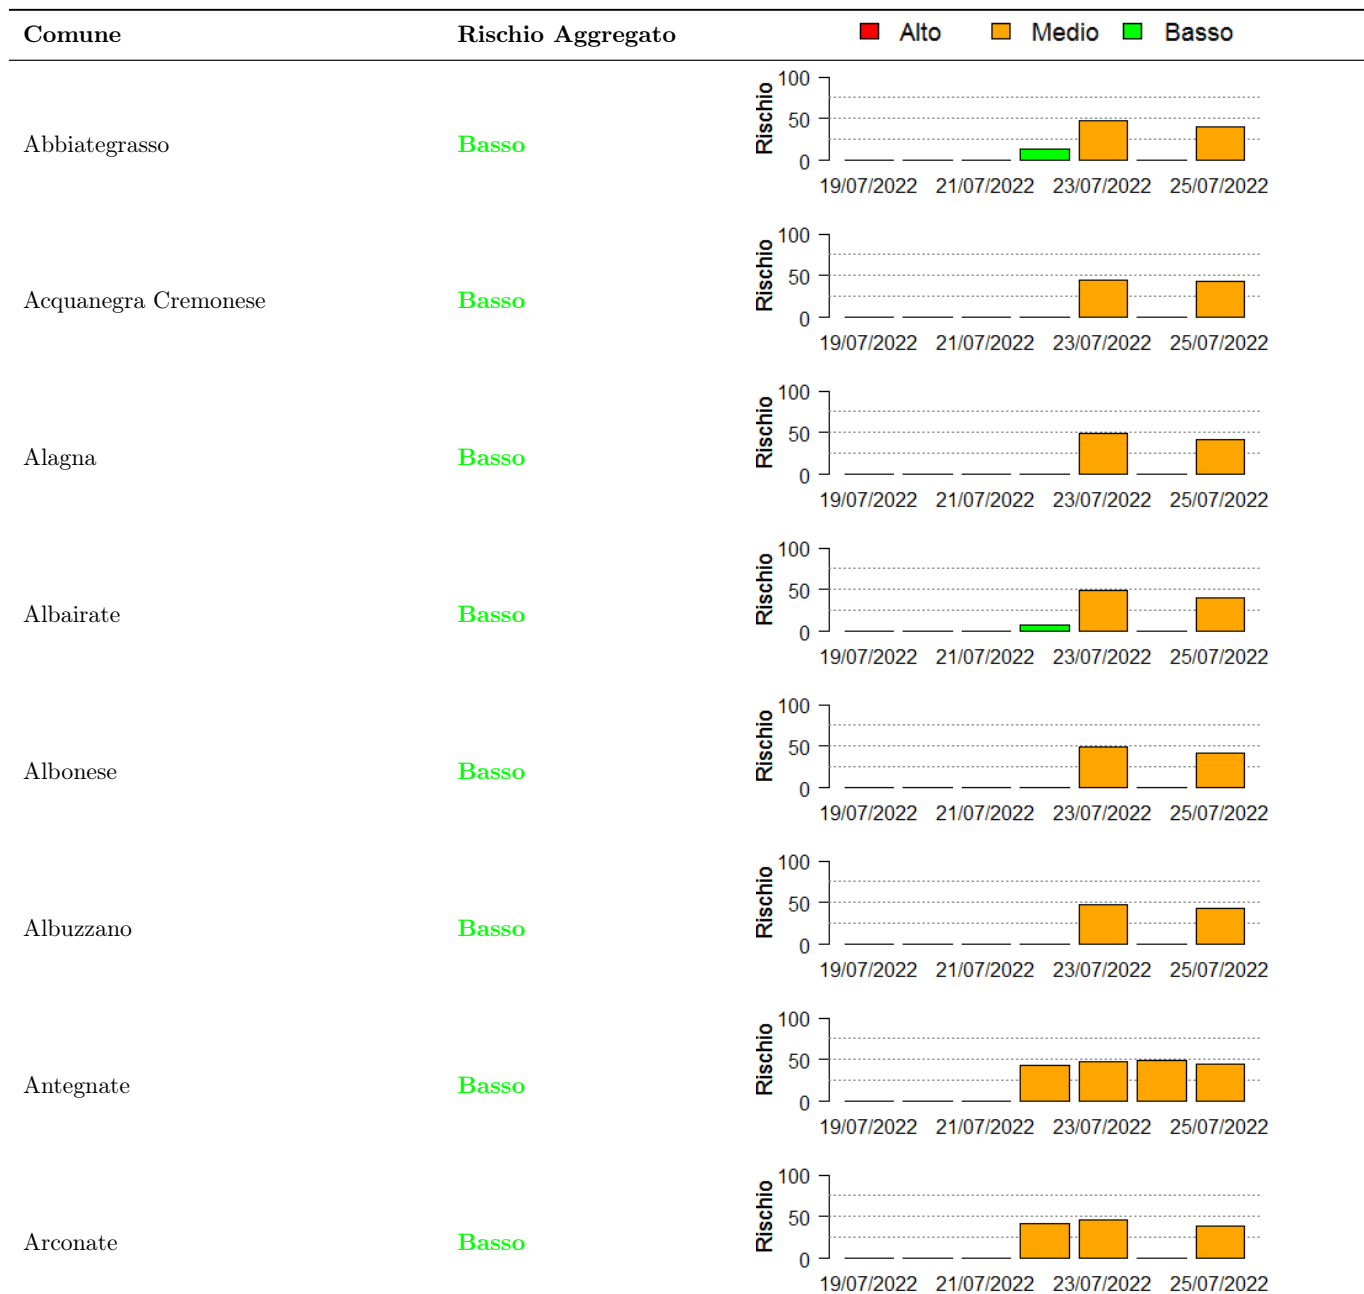 Comune Rischio Aggregato Alto Medio Basso
100
50
0
Rischio
Abbiategrasso Basso
19/07/2022 21/07/2022 23/07/2022 25/07/2022
100
50
0
Rischio
Acquanegra Cremonese Basso
19/07/2022 21/07/2022 23/07/2022 25/07/2022
100
50
0
Rischio
Alagna Basso
19/07/2022 21/07/2022 23/07/2022 25/07/2022
100
50
0
Rischio
Albairate Basso
19/07/2022 21/07/2022 23/07/2022 25/07/2022
100
50
0
Rischio
Albonese Basso
19/07/2022 21/07/2022 23/07/2022 25/07/2022
100
50
0
Rischio
Albuzzano Basso
19/07/2022 21/07/2022 23/07/2022 25/07/2022
100
50
0
Rischio
Antegnate Basso
19/07/2022 21/07/2022 23/07/2022 25/07/2022
100
50
0
Rischio
Arconate Basso
19/07/2022 21/07/2022 23/07/2022 25/07/2022